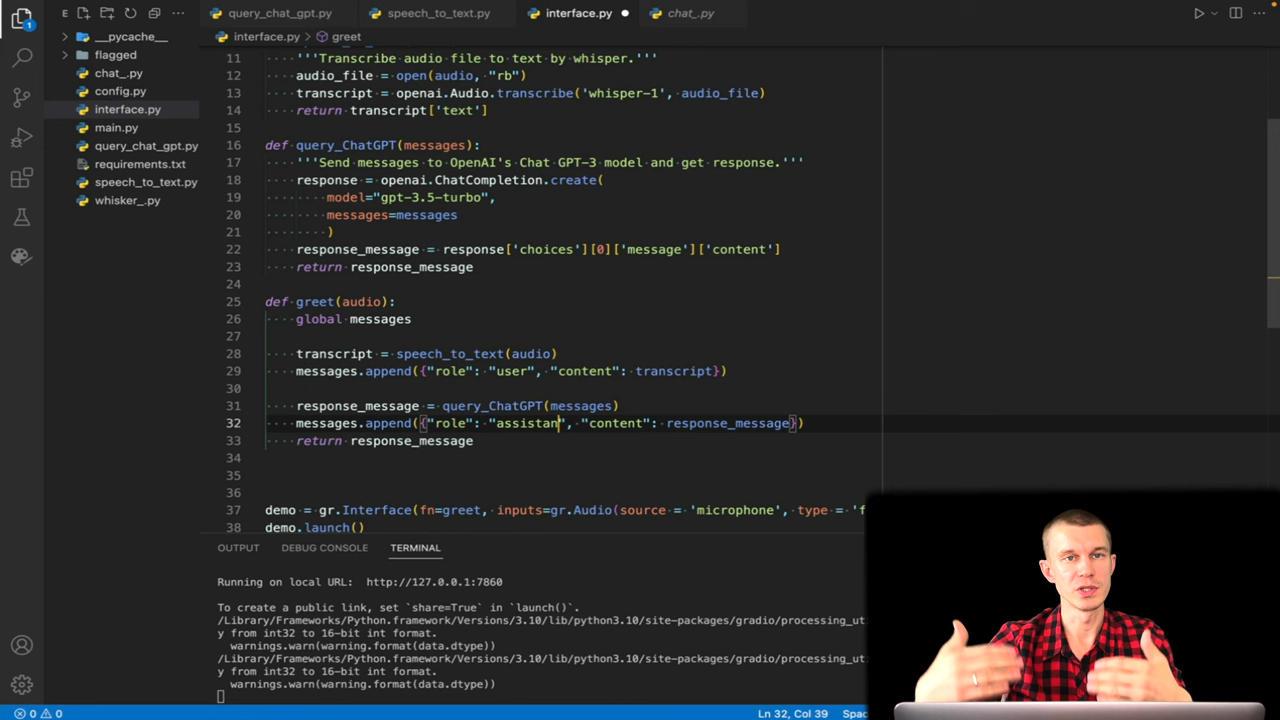 query_chat_gpt.py
speech_to_text.py
interface.py
chat_.py
E
1
__pycache__
flagged
chat_.py
config.py
interface.py
main.py
query_chat_gpt.py
requirements.txt
speech_to_text.py
whisker_.py
interface.py
greet
11 '''Transcribe audio file to text by whisper.'''
12 audio_file = open(audio, "rb")
13 transcript = openai.Audio.transcribe('whisper-1', audio_file)
14 return transcript['text']
15
16 def query_ChatGPT(messages):
17 '''Send messages to OpenAI's Chat GPT-3 model and get response.'''
18 response = openai.ChatCompletion.create(
19 model="gpt-3.5-turbo",
20 messages=messages
21 )
22 response_message = response['choices'][0]['message']['content']
23 return response_message
24
25 def greet(audio):
26 global messages
27
28 transcript = speech_to_text(audio)
29 messages.append({"role": "user", "content": transcript})
30
31 response_message = query_ChatGPT(messages)
32 messages.append({"role": "assistan", "content": response_message})
33 return response_message
34
35
36
37 demo = gr.Interface(fn=greet, inputs=gr.Audio(source = 'microphone', type = 'f
38 demo.launch()
OUTPUT
DEBUG CONSOLE
TERMINAL
Running on local URL: http://127.0.0.1:7860
To create a public link, set `share=True` in `launch()`.
/Library/Frameworks/Python.framework/Versions/3.10/lib/python3.10/site-packages/gradio/processing_ut
y from int32 to 16-bit int format.
warnings.warn(warning.format(data.dtype))
/Library/Frameworks/Python.framework/Versions/3.10/lib/python3.10/site-packages/gradio/processing_ut
y from int32 to 16-bit int format.
warnings.warn(warning.format(data.dtype))
0 0
Ln 32, Col 39
Spac